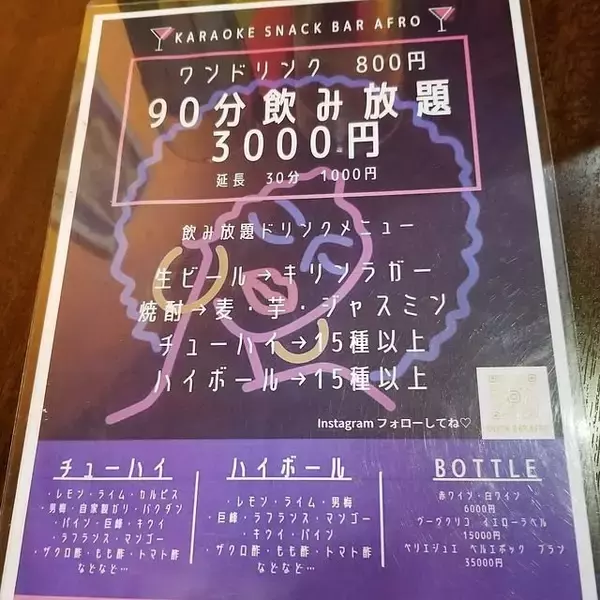 KARAOKE SNACK BAR AFRO
ワンドリンク 800円
90分飲み放題
3000円
延長 30分 1000円
飲み放題ドリンクメニュー
生ビール→キリンラガー
焼酎→麦・芋・ジャスミン
チューハイ→15種以上
ハイボール→15種以上
Instagram フォローしてね♡
チューハイ
・レモン・ライム・カルピス
・男梅・自家製ガリ・バクダン
・パイン・巨峰・キウイ
・ラフランス・マンゴー
・ザクロ酢・もも酢・トマト酢
などなど…
ハイボール
・レモン・ライム・男梅
・巨峰・ラフランス・マンゴー
・キウイ・パイン
・ザクロ酢・もも酢・トマト酢
などなど…
BOTTLE
赤ワイン・白ワイン
6000円
ブーヴクリコ イエローラベル
15000円
ペリエジュエ ベルエポック ブラン
35000円